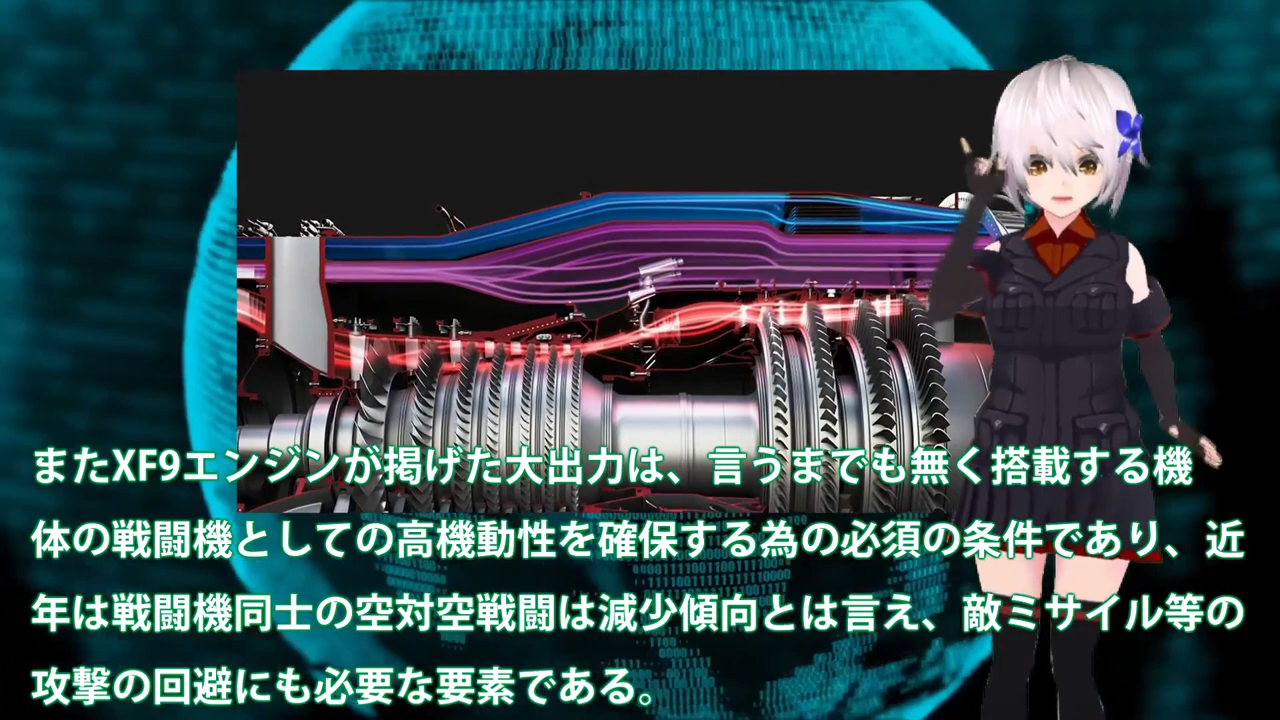 またXF9エンジンが掲げた大出力は、言うまでも無く搭載する機
体の戦闘機としての高機動性を確保する為の必須の条件であり、近
年は戦闘機同士の空対空戦闘は減少傾向とは言え、敵ミサイル等の
攻撃の回避にも必要な要素である。